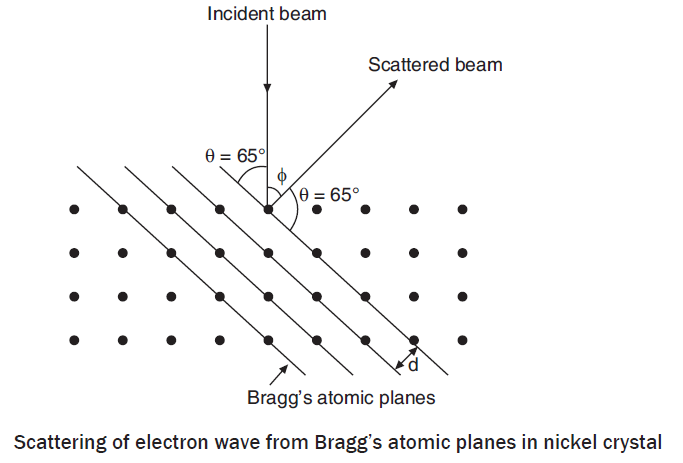 Incident beam
Scattered beam
θ = 65°
ϕ
θ = 65°
d
Bragg's atomic planes
Scattering of electron wave from Bragg's atomic planes in nickel crystal